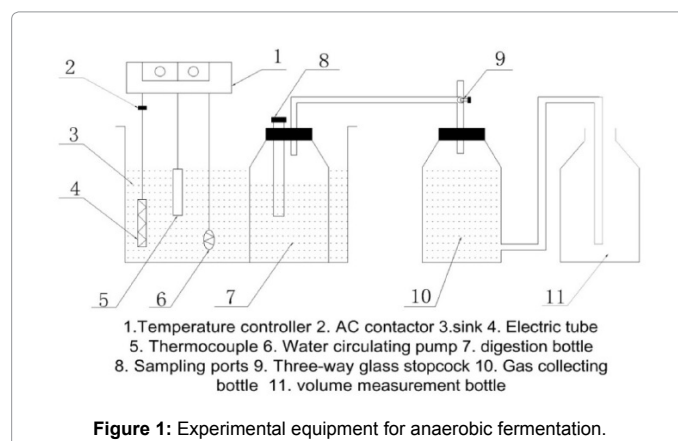 8
9
1
2
3
4
5
6
7
10
11
1.Temperature controller 2. AC contactor 3.sink 4. Electric tube
5. Thermocouple 6. Water circulating pump 7. digestion bottle
8. Sampling ports 9. Three-way glass stopcock 10. Gas collecting
bottle 11. volume measurement bottle
Figure 1: Experimental equipment for anaerobic fermentation.